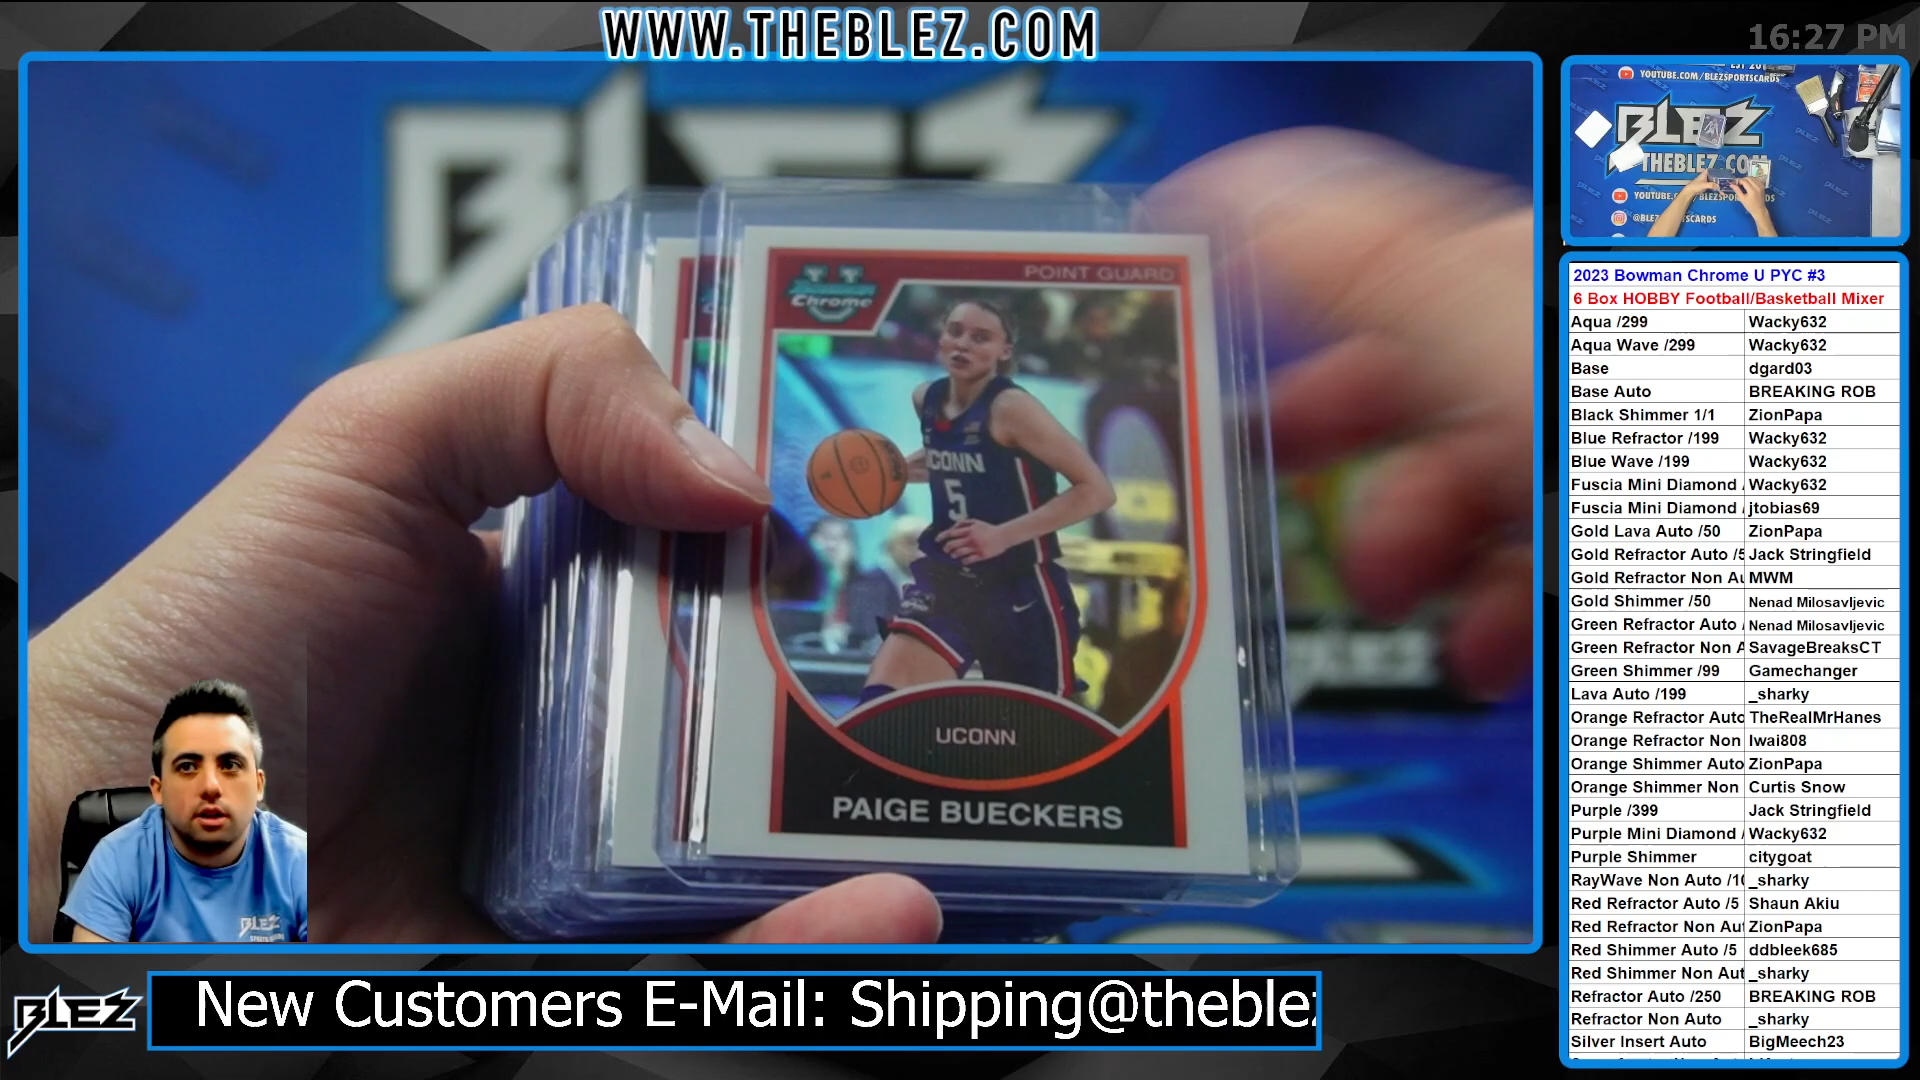 WWW.THEBLEZ.COM
16:27 PM
BLEZ
POINT GUARD
Bowman
Chrome
U
UCONN
5
UCONN
PAIGE BUECKERS
YOUTUBE.COM/BLEZSPORTSCARDS
BLEZ
THEBLEZ.COM
2023 Bowman Chrome U PYC #3
6 Box HOBBY Football/Basketball Mixer
Aqua /299 Wacky632
Aqua Wave /299 Wacky632
Base dgard03
Base Auto BREAKING ROB
Black Shimmer 1/1 ZionPapa
Blue Refractor /199 Wacky632
Blue Wave /199 Wacky632
Fuscia Mini Diamond / Wacky632
Fuscia Mini Diamond / jtobias69
Gold Lava Auto /50 ZionPapa
Gold Refractor Auto /5 Jack Stringfield
Gold Refractor Non Au MWM
Gold Shimmer /50 Nenad Milosavljevic
Green Refractor Auto / Nenad Milosavljevic
Green Refractor Non A SavageBreaksCT
Green Shimmer /99 Gamechanger
Lava Auto /199 _sharky
Orange Refractor Auto TheRealMrHanes
Orange Refractor Non Iwai808
Orange Shimmer Auto ZionPapa
Orange Shimmer Non Curtis Snow
Purple /399 Jack Stringfield
Purple Mini Diamond / Wacky632
Purple Shimmer citygoat
RayWave Non Auto /10 _sharky
Red Refractor Auto /5 Shaun Akiu
Red Refractor Non Aut ZionPapa
Red Shimmer Auto /5 ddbleek685
Red Shimmer Non Aut _sharky
Refractor Auto /250 BREAKING ROB
Refractor Non Auto _sharky
Silver Insert Auto BigMeech23
BLEZ
BLEZ
New Customers E-Mail: Shipping@theblez